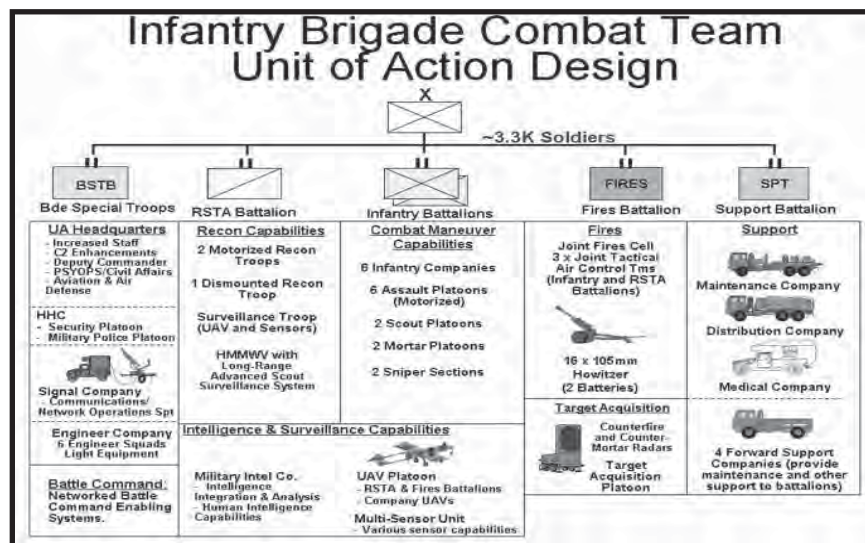 Infantry Brigade Combat Team
Unit of Action Design
X
~3.3K Soldiers
BSTB
Bde Special Troops
RSTA Battalion
Infantry Battalions
FIRES
Fires Battalion
SPT
Support Battalion
UA Headquarters
- Increased Staff
- C2 Enhancements
- Deputy Commander
- PSYOPS/Civil Affairs
- Aviation & Air
Defense
HHC
- Security Platoon
- Military Police Platoon
Signal Company
- Communications/
Network Operations Spt
Engineer Company
6 Engineer Squads
Light Equipment
Battle Command:
Networked Battle
Command Enabling
Systems.
Recon Capabilities
2 Motorized Recon
Troops
1 Dismounted Recon
Troop
Surveillance Troop
(UAV and Sensors)
HMMWV with
Long-Range
Advanced Scout
Surveillance System
Combat Maneuver
Capabilities
6 Infantry Companies
6 Assault Platoons
(Motorized)
2 Scout Platoons
2 Mortar Platoons
2 Sniper Sections
Intelligence & Surveillance Capabilities
Military Intel Co.
- Intelligence
Integration & Analysis
- Human Intelligence
Capabilities
UAV Platoon
- RSTA & Fires Battalions
- Company UAVs
Multi-Sensor Unit
- Various sensor capabilities
Fires
Joint Fires Cell
3 x Joint Tactical
Air Control Tms
(Infantry and RSTA
Battalions)
16 x 105mm
Howitzer
(2 Batteries)
Target Acquisition
Counterfire and
Counter-
Mortar Radars
Target
Acquisition
Platoon
Support
Maintenance Company
Distribution Company
Medical Company
4 Forward Support
Companies (provide
maintenance and other
support to battalions)